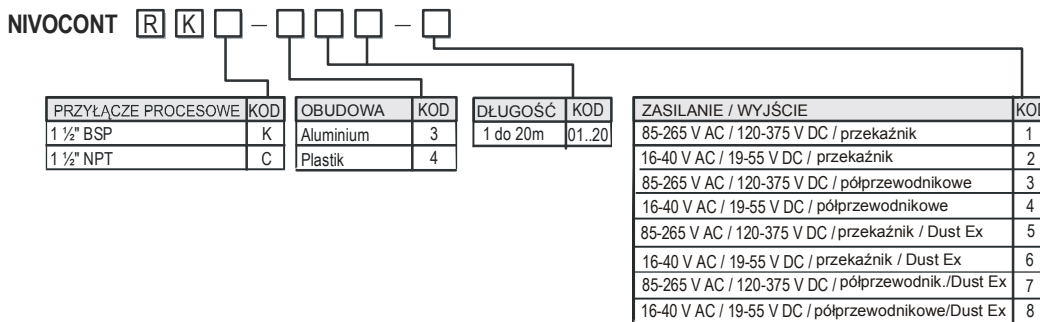 NIVOCONT R K – –
PRZYŁĄCZE PROCESOWE KOD
1 ½" BSP K
1 ½" NPT C
OBUDOWA KOD
Aluminium 3
Plastik 4
DŁUGOŚĆ KOD
1 do 20m 01..20
ZASILANIE / WYJŚCIE KOD
85-265 V AC / 120-375 V DC / przekaźnik 1
16-40 V AC / 19-55 V DC / przekaźnik 2
85-265 V AC / 120-375 V DC / półprzewodnikowe 3
16-40 V AC / 19-55 V DC / półprzewodnikowe 4
85-265 V AC / 120-375 V DC / przekaźnik / Dust Ex 5
16-40 V AC / 19-55 V DC / przekaźnik / Dust Ex 6
85-265 V AC / 120-375 V DC / półprzewodnik./Dust Ex 7
16-40 V AC / 19-55 V DC / półprzewodnikowe/Dust Ex 8